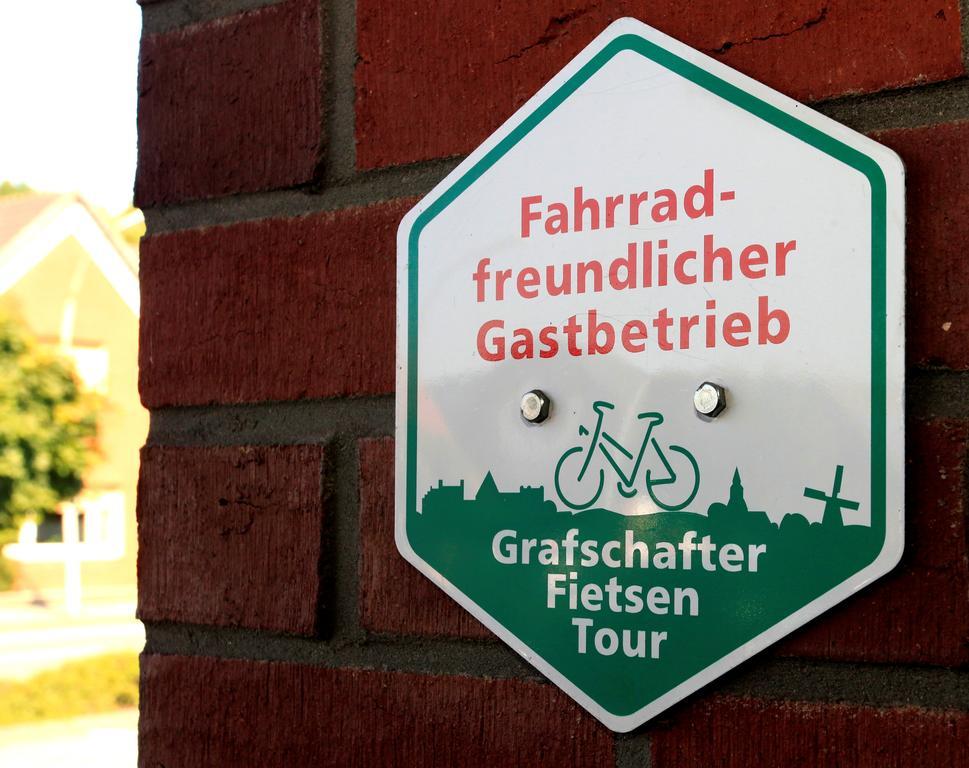 Fahrrad-
freundlicher
Gastbetrieb
Grafschafter
Fietsen
Tour